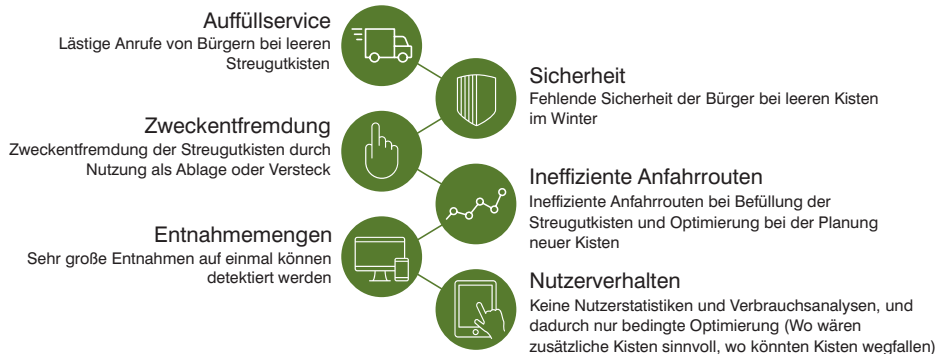 Auffüllservice
Lästige Anrufe von Bürgern bei leeren
Streugutkisten
Sicherheit
Fehlende Sicherheit der Bürger bei leeren Kisten
im Winter
Zweckentfremdung
Zweckentfremdung der Streugutkisten durch
Nutzung als Ablage oder Versteck
Ineffiziente Anfahrrouten
Ineffiziente Anfahrrouten bei Befüllung der
Streugutkisten und Optimierung bei der Planung
neuer Kisten
Entnahmemengen
Sehr große Entnahmen auf einmal können
detektiert werden
Nutzerverhalten
Keine Nutzerstatistiken und Verbrauchsanalysen, und
dadurch nur bedingte Optimierung (Wo wären
zusätzliche Kisten sinnvoll, wo könnten Kisten wegfallen)